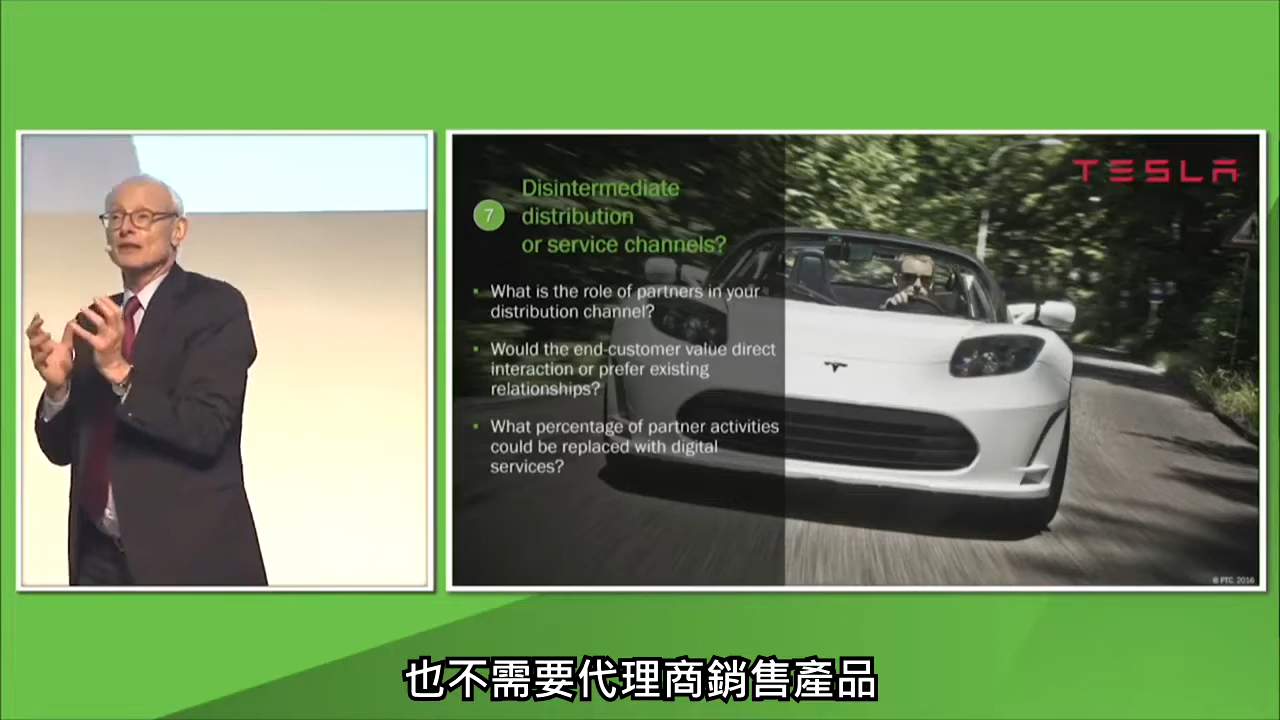 TESLA
7
Disintermediate
distribution
or service channels?
▪ What is the role of partners in your
distribution channel?
▪ Would the end-customer value direct
interaction or prefer existing
relationships?
▪ What percentage of partner activities
could be replaced with digital
services?
© PTC, 2016
也不需要代理商銷售產品